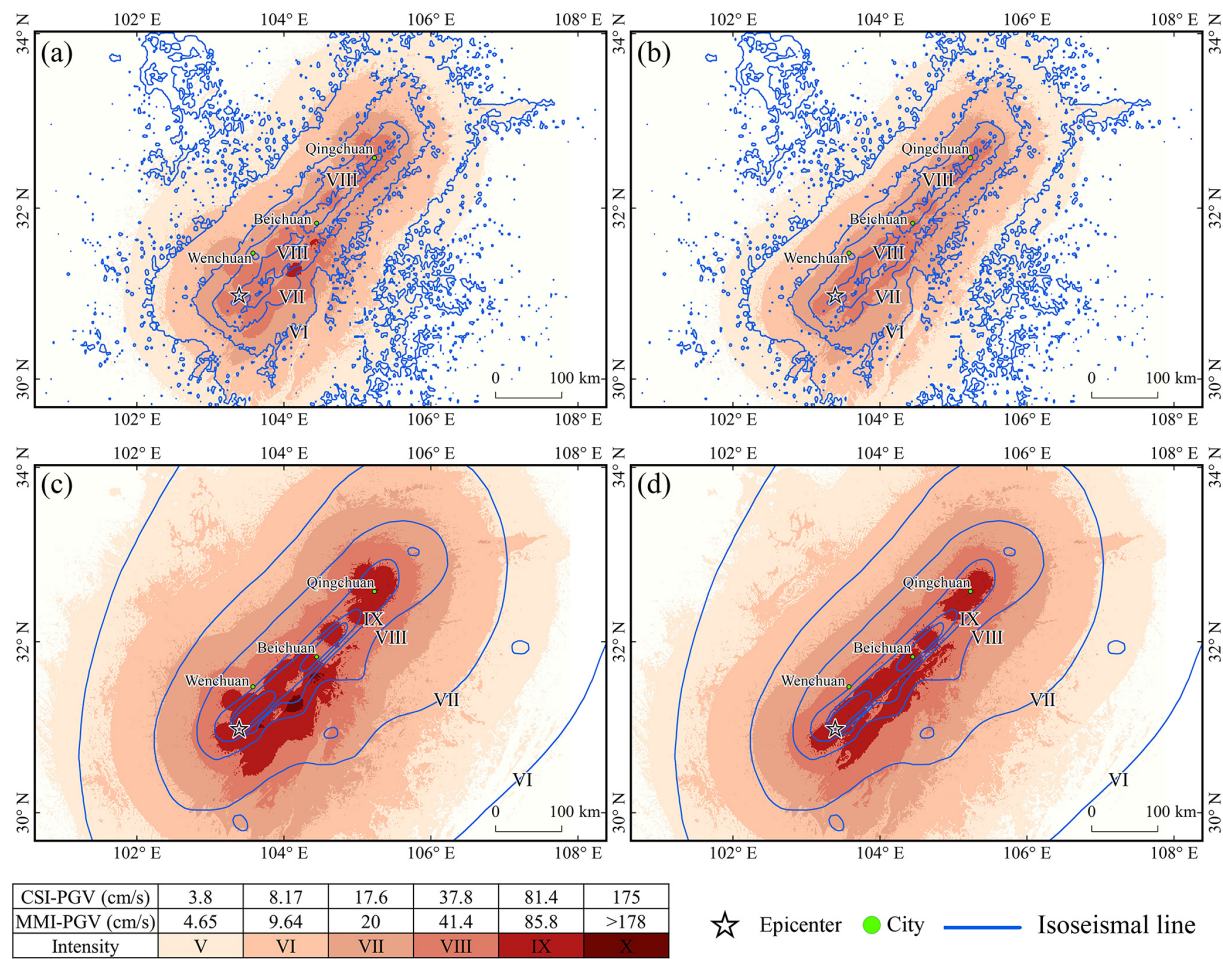 102° E 104° E 106° E 108° E 102° E 104° E 106° E 108° E
34° N (a) (b) 34° N
Qingchuan Qingchuan
VIII VIII
32° N 32° N
Beichuan Beichuan
Wenchuan VIII Wenchuan VIII
VII VII
VI VI
30° N 0 100 km 0 100 km 30° N
102° E 104° E 106° E 108° E 102° E 104° E 106° E 108° E
102° E 104° E 106° E 108° E 102° E 104° E 106° E 108° E
34° N (c) (d) 34° N
Qingchuan Qingchuan
IX IX
32° N Beichuan VIII Beichuan VIII 32° N
Wenchuan Wenchuan
VII VII
VI VI
30° N 0 100 km 0 100 km 30° N
102° E 104° E 106° E 108° E 102° E 104° E 106° E 108° E
CSI-PGV (cm/s) 3.8 8.17 17.6 37.8 81.4 175
MMI-PGV (cm/s) 4.65 9.64 20 41.4 85.8 >178
Intensity V VI VII VIII IX X
Epicenter City Isoseismal line